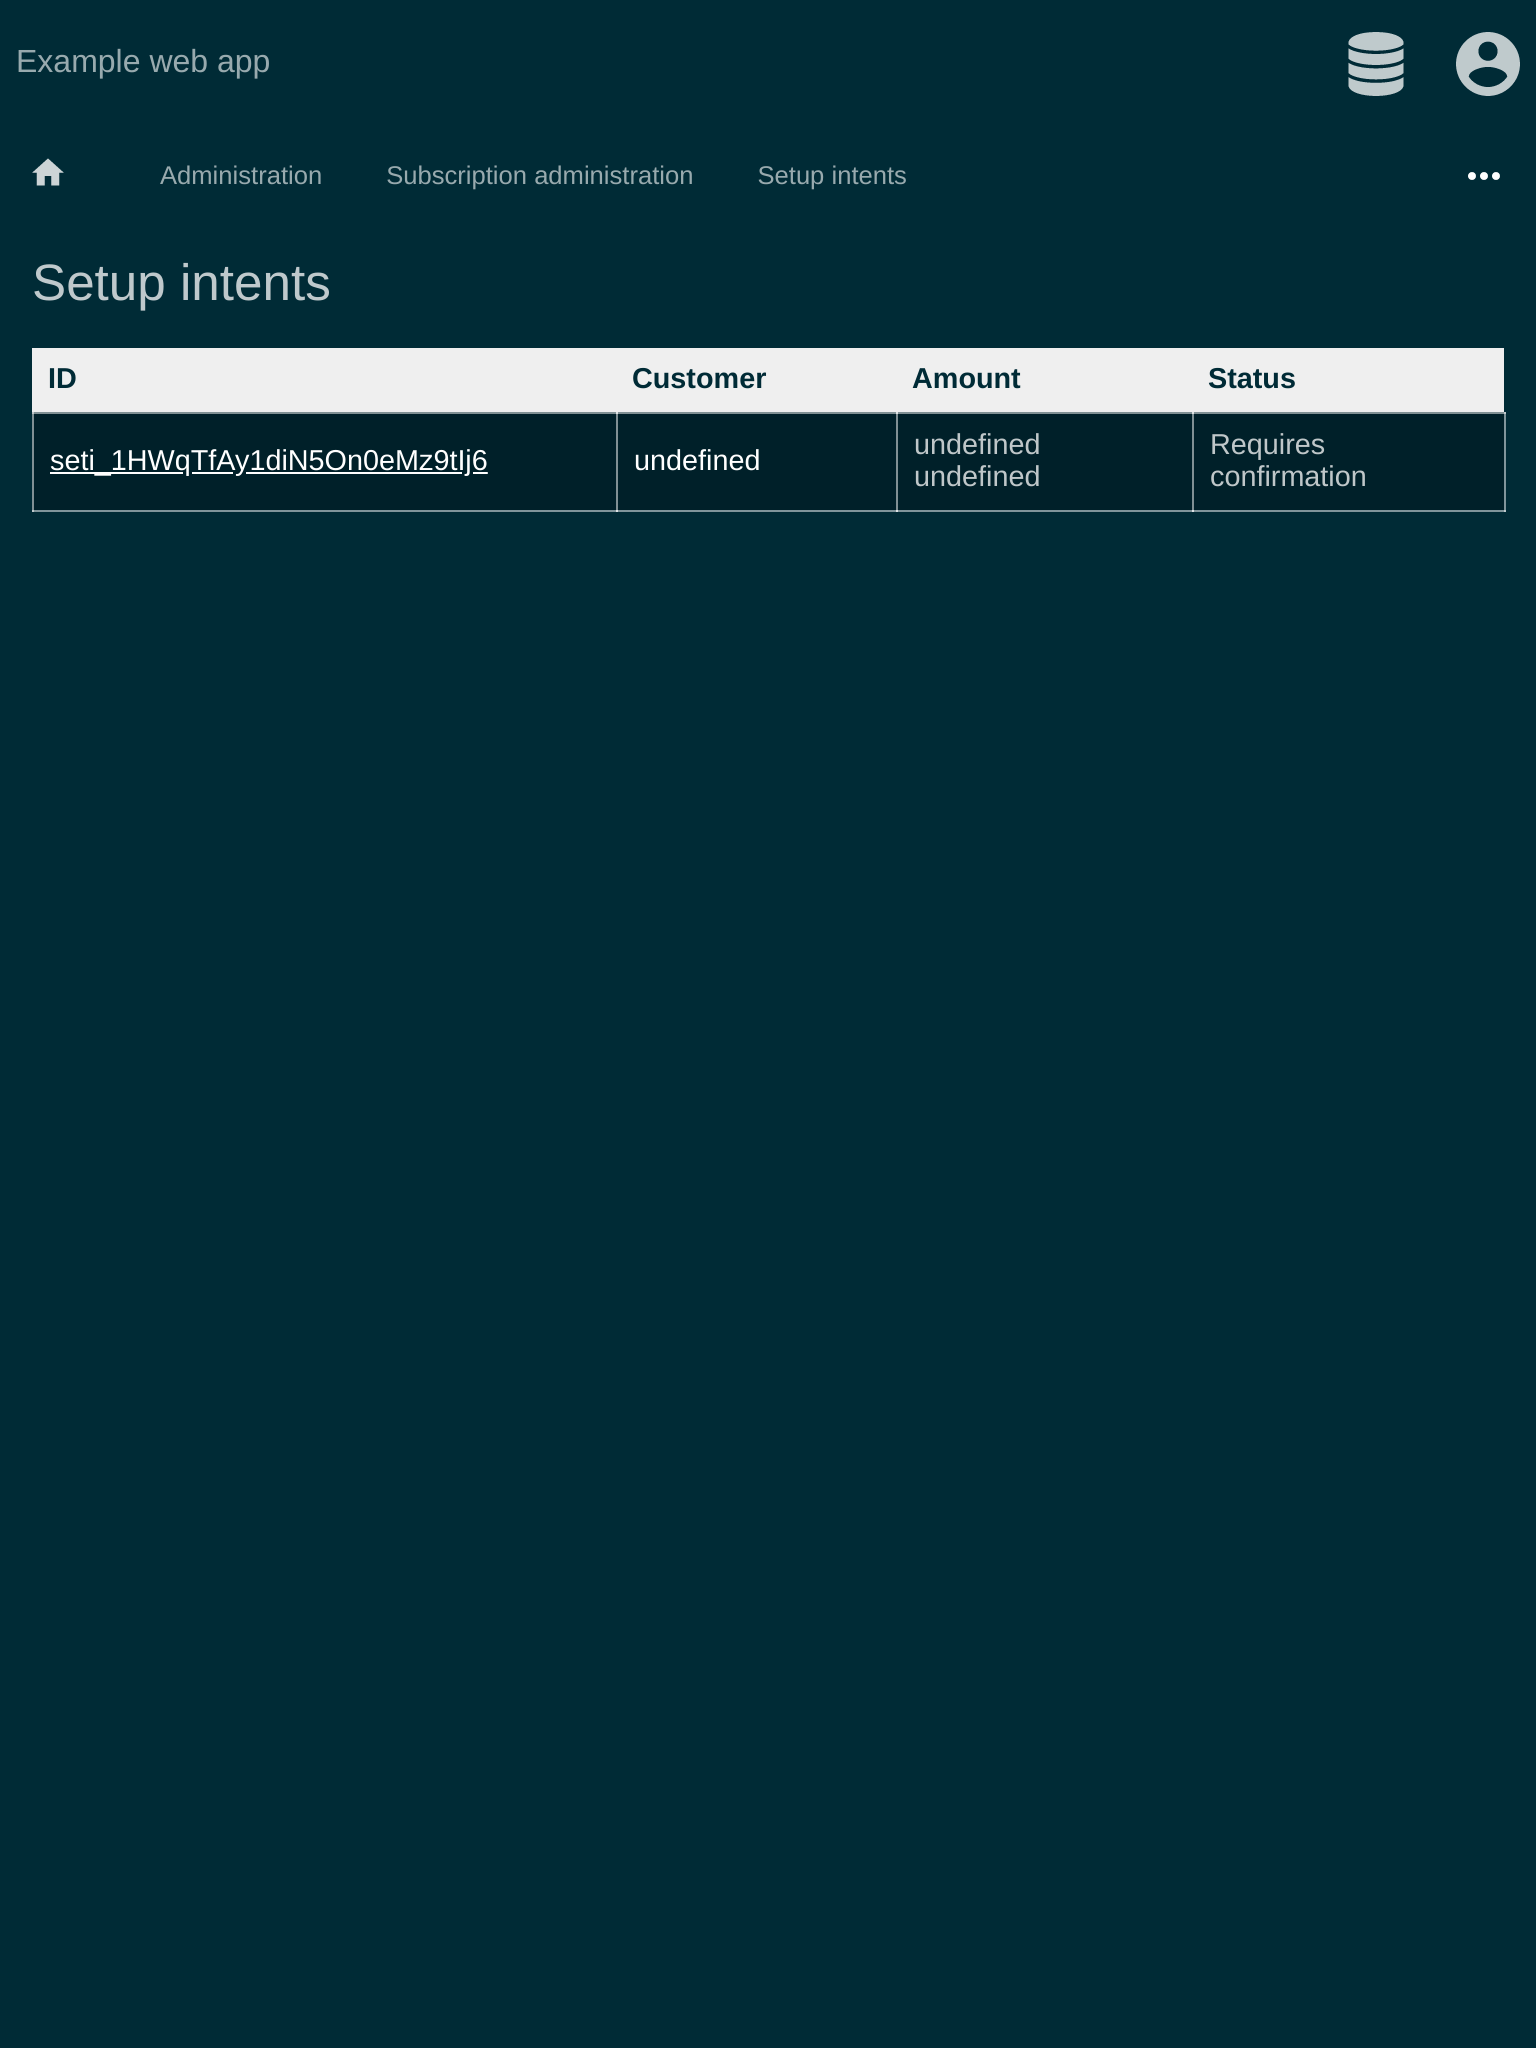 Example web app
Administration Subscription administration Setup intents
Setup intents
ID Customer Amount Status
seti_1HWqTfAy1diN5On0eMz9tIj6 undefined undefined Requires
undefined confirmation